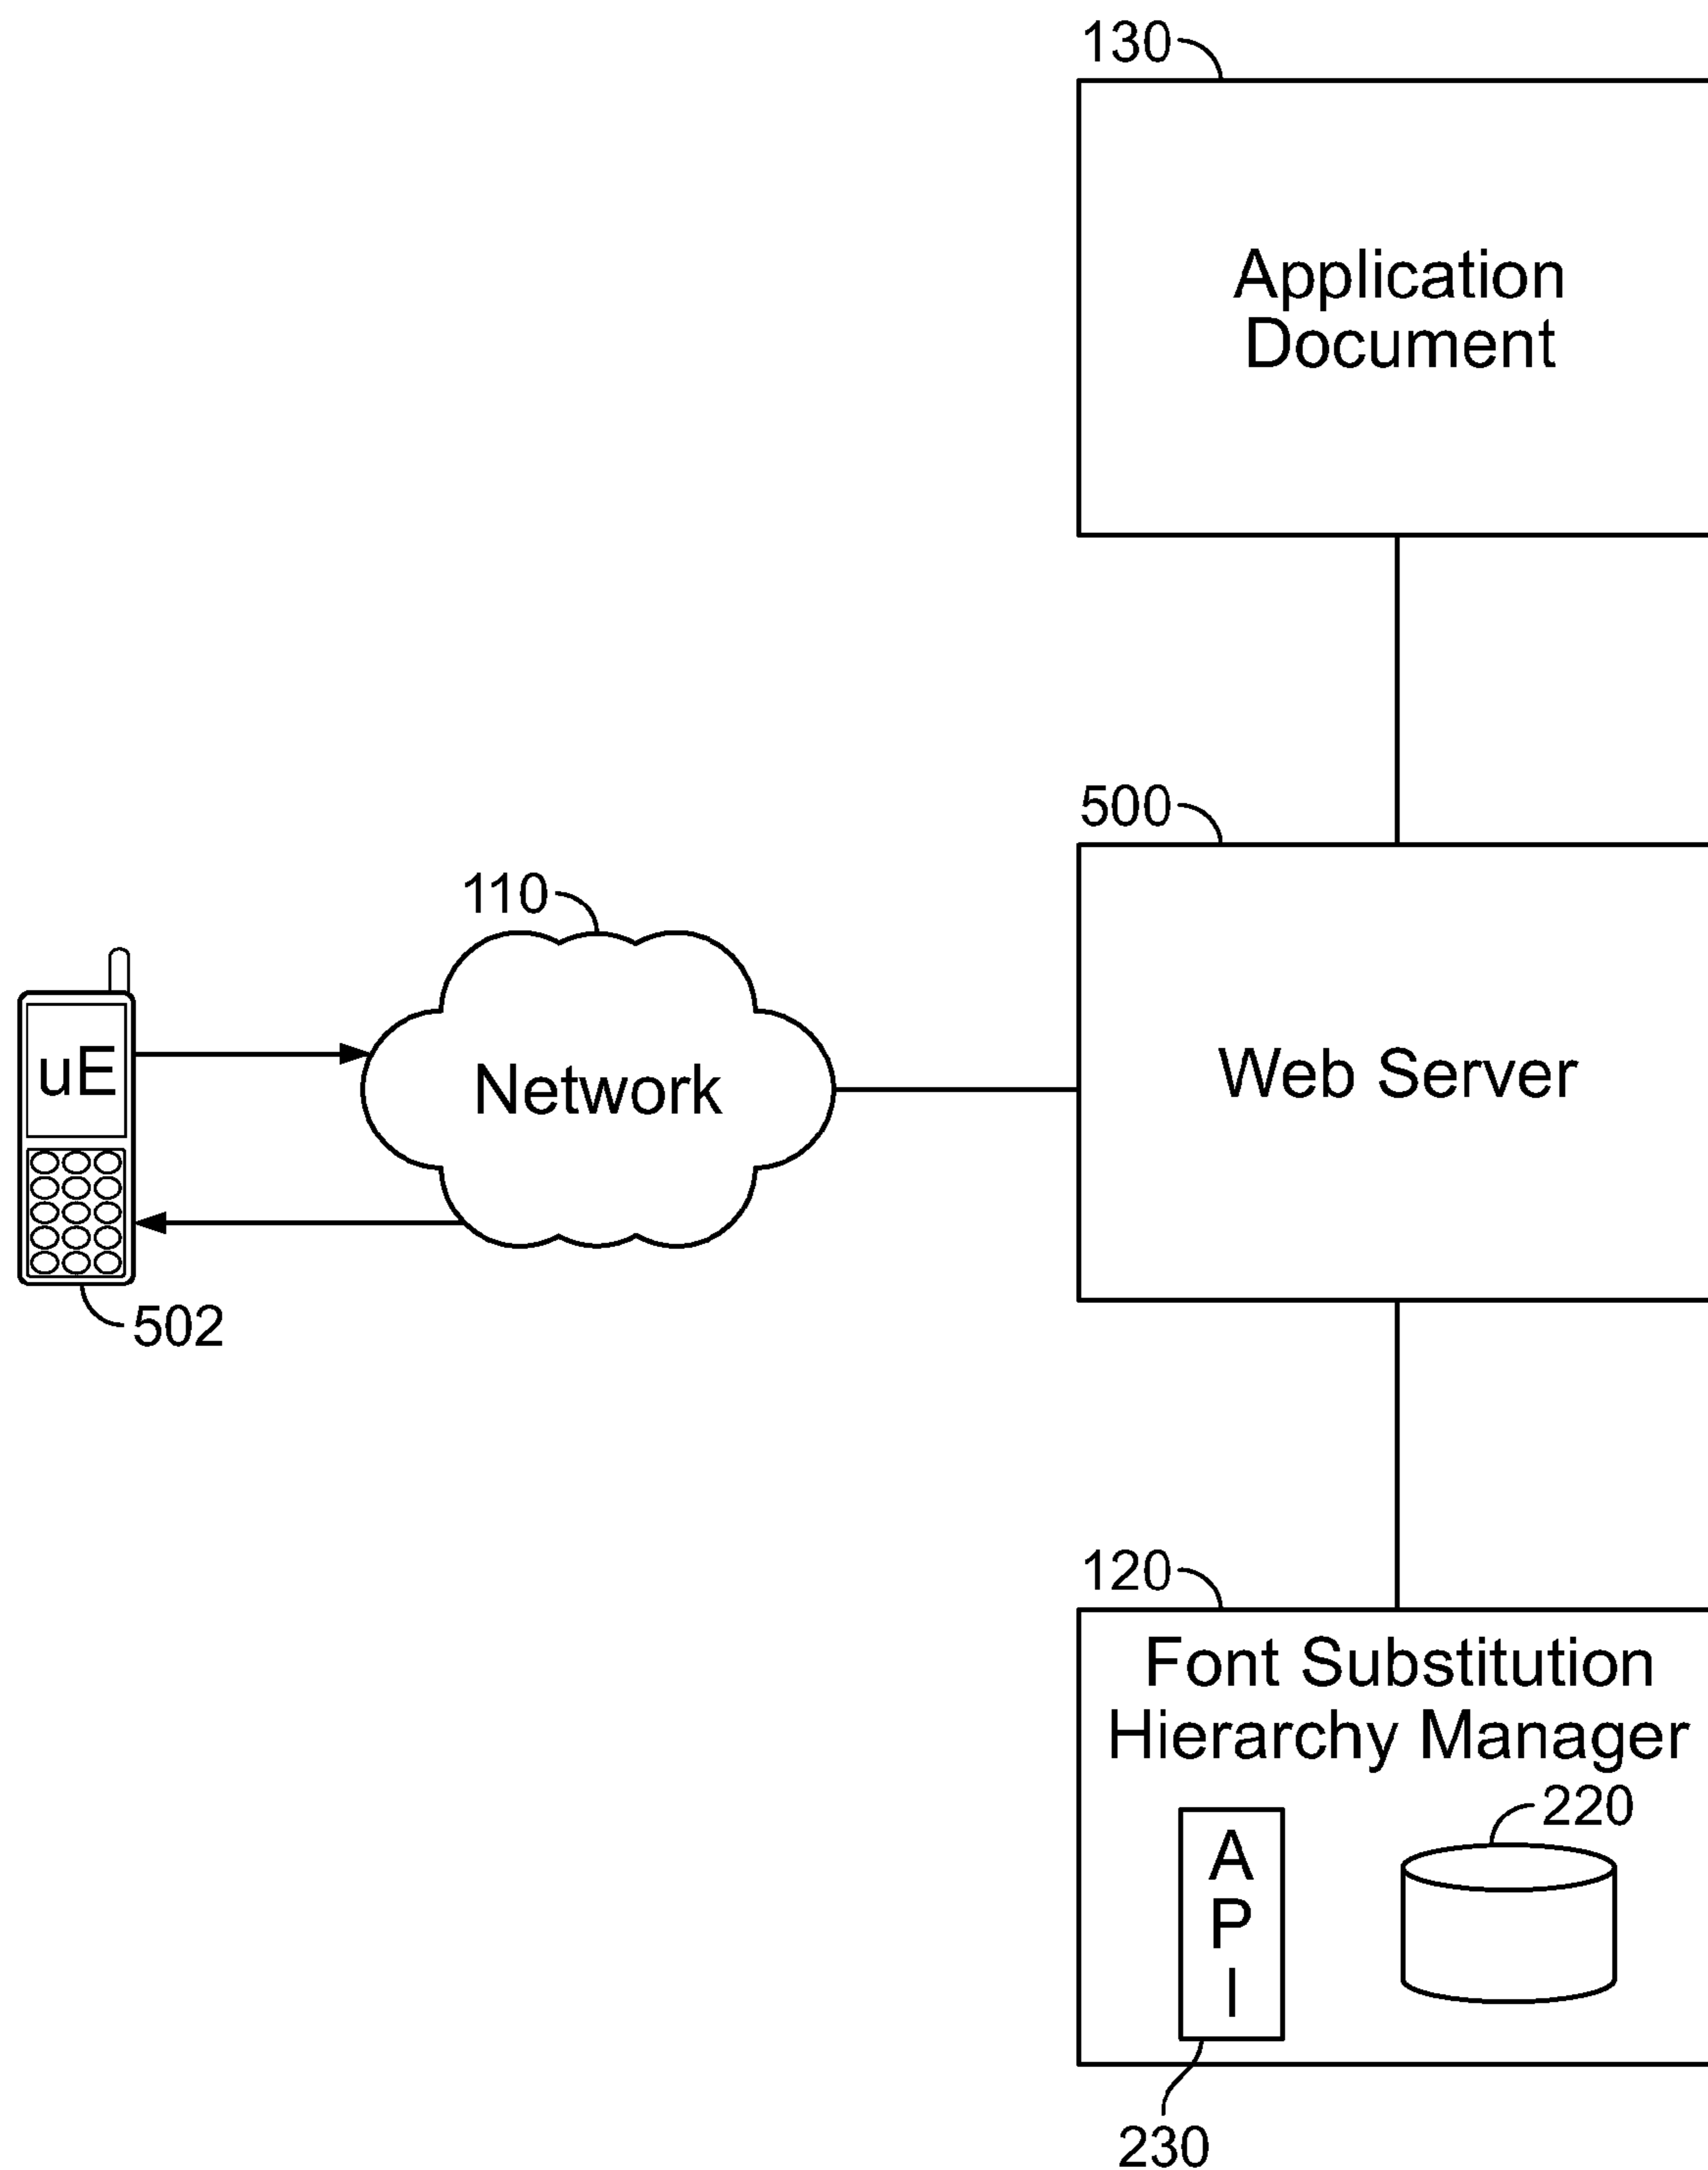 130
Application
Document
500
110
uE
Network
Web Server
502
120
Font Substitution
Hierarchy Manager
220
A
P
I
230